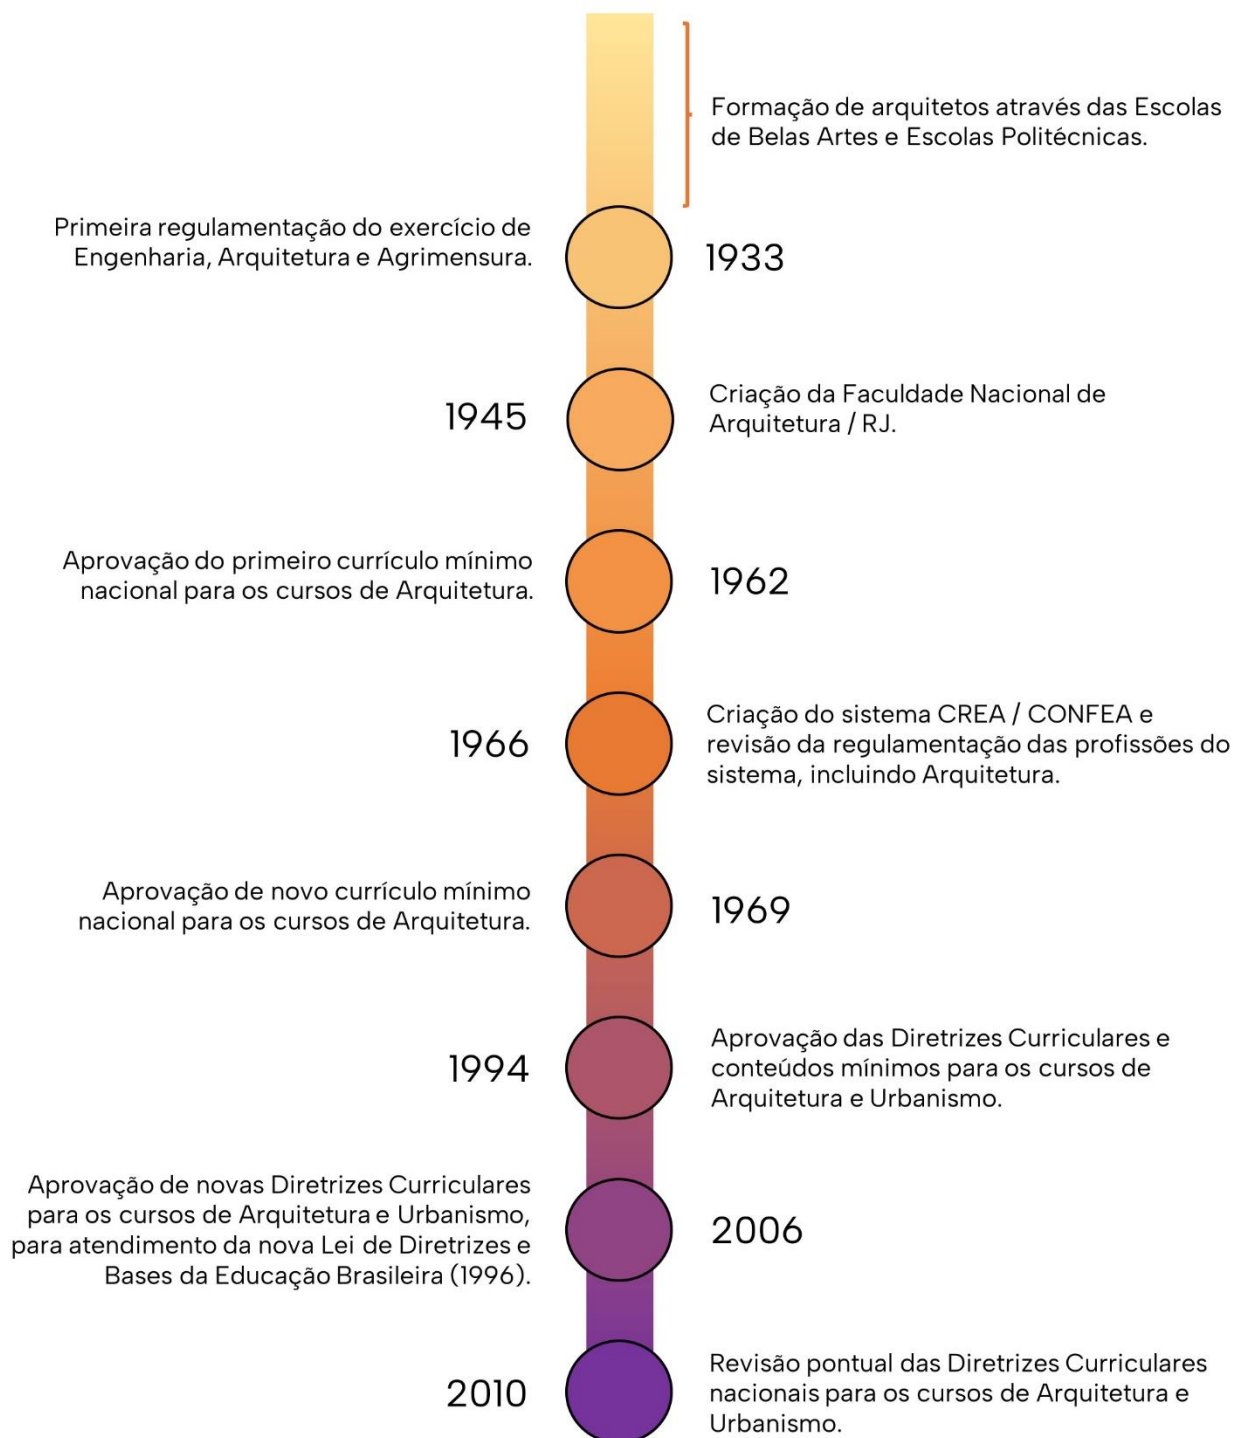 Formação de arquitetos através das Escolas
de Belas Artes e Escolas Politécnicas.
Primeira regulamentação do exercício de
Engenharia, Arquitetura e Agrimensura.
1933
1945
Criação da Faculdade Nacional de
Arquitetura / RJ.
Aprovação do primeiro currículo mínimo
nacional para os cursos de Arquitetura.
1962
1966
Criação do sistema CREA / CONFEA e
revisão da regulamentação das profissões do
sistema, incluindo Arquitetura.
Aprovação de novo currículo mínimo
nacional para os cursos de Arquitetura.
1969
1994
Aprovação das Diretrizes Curriculares e
conteúdos mínimos para os cursos de
Arquitetura e Urbanismo.
Aprovação de novas Diretrizes Curriculares
para os cursos de Arquitetura e Urbanismo,
para atendimento da nova Lei de Diretrizes e
Bases da Educação Brasileira (1996).
2006
2010
Revisão pontual das Diretrizes Curriculares
nacionais para os cursos de Arquitetura e
Urbanismo.